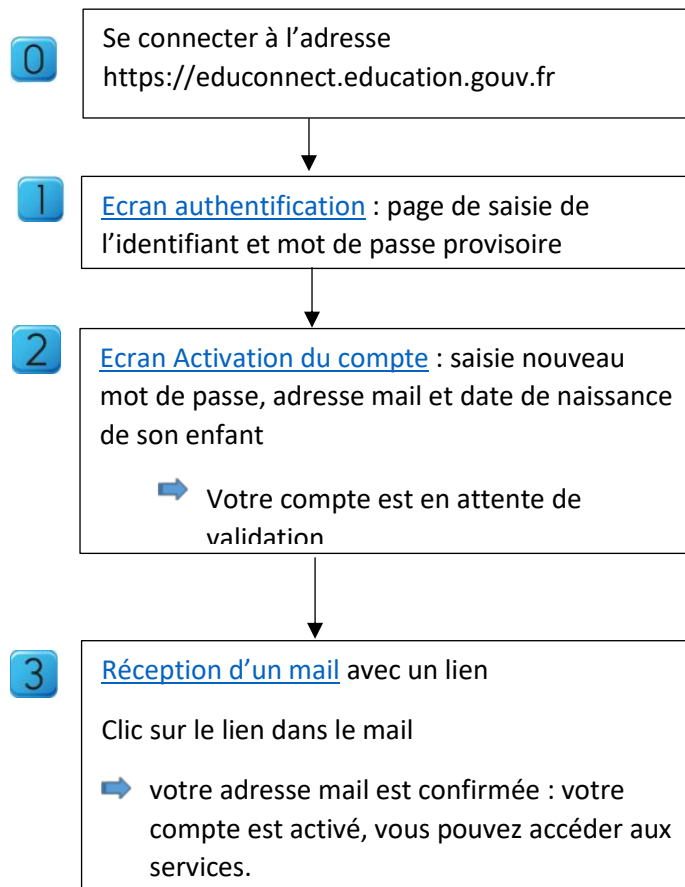 0
Se connecter à l’adresse
https://educonnect.education.gouv.fr
1
Ecran authentification : page de saisie de
l’identifiant et mot de passe provisoire
2
Ecran Activation du compte : saisie nouveau
mot de passe, adresse mail et date de naissance
de son enfant
Votre compte est en attente de
validation
3
Réception d’un mail avec un lien
Clic sur le lien dans le mail
votre adresse mail est confirmée : votre
compte est activé, vous pouvez accéder aux
services.